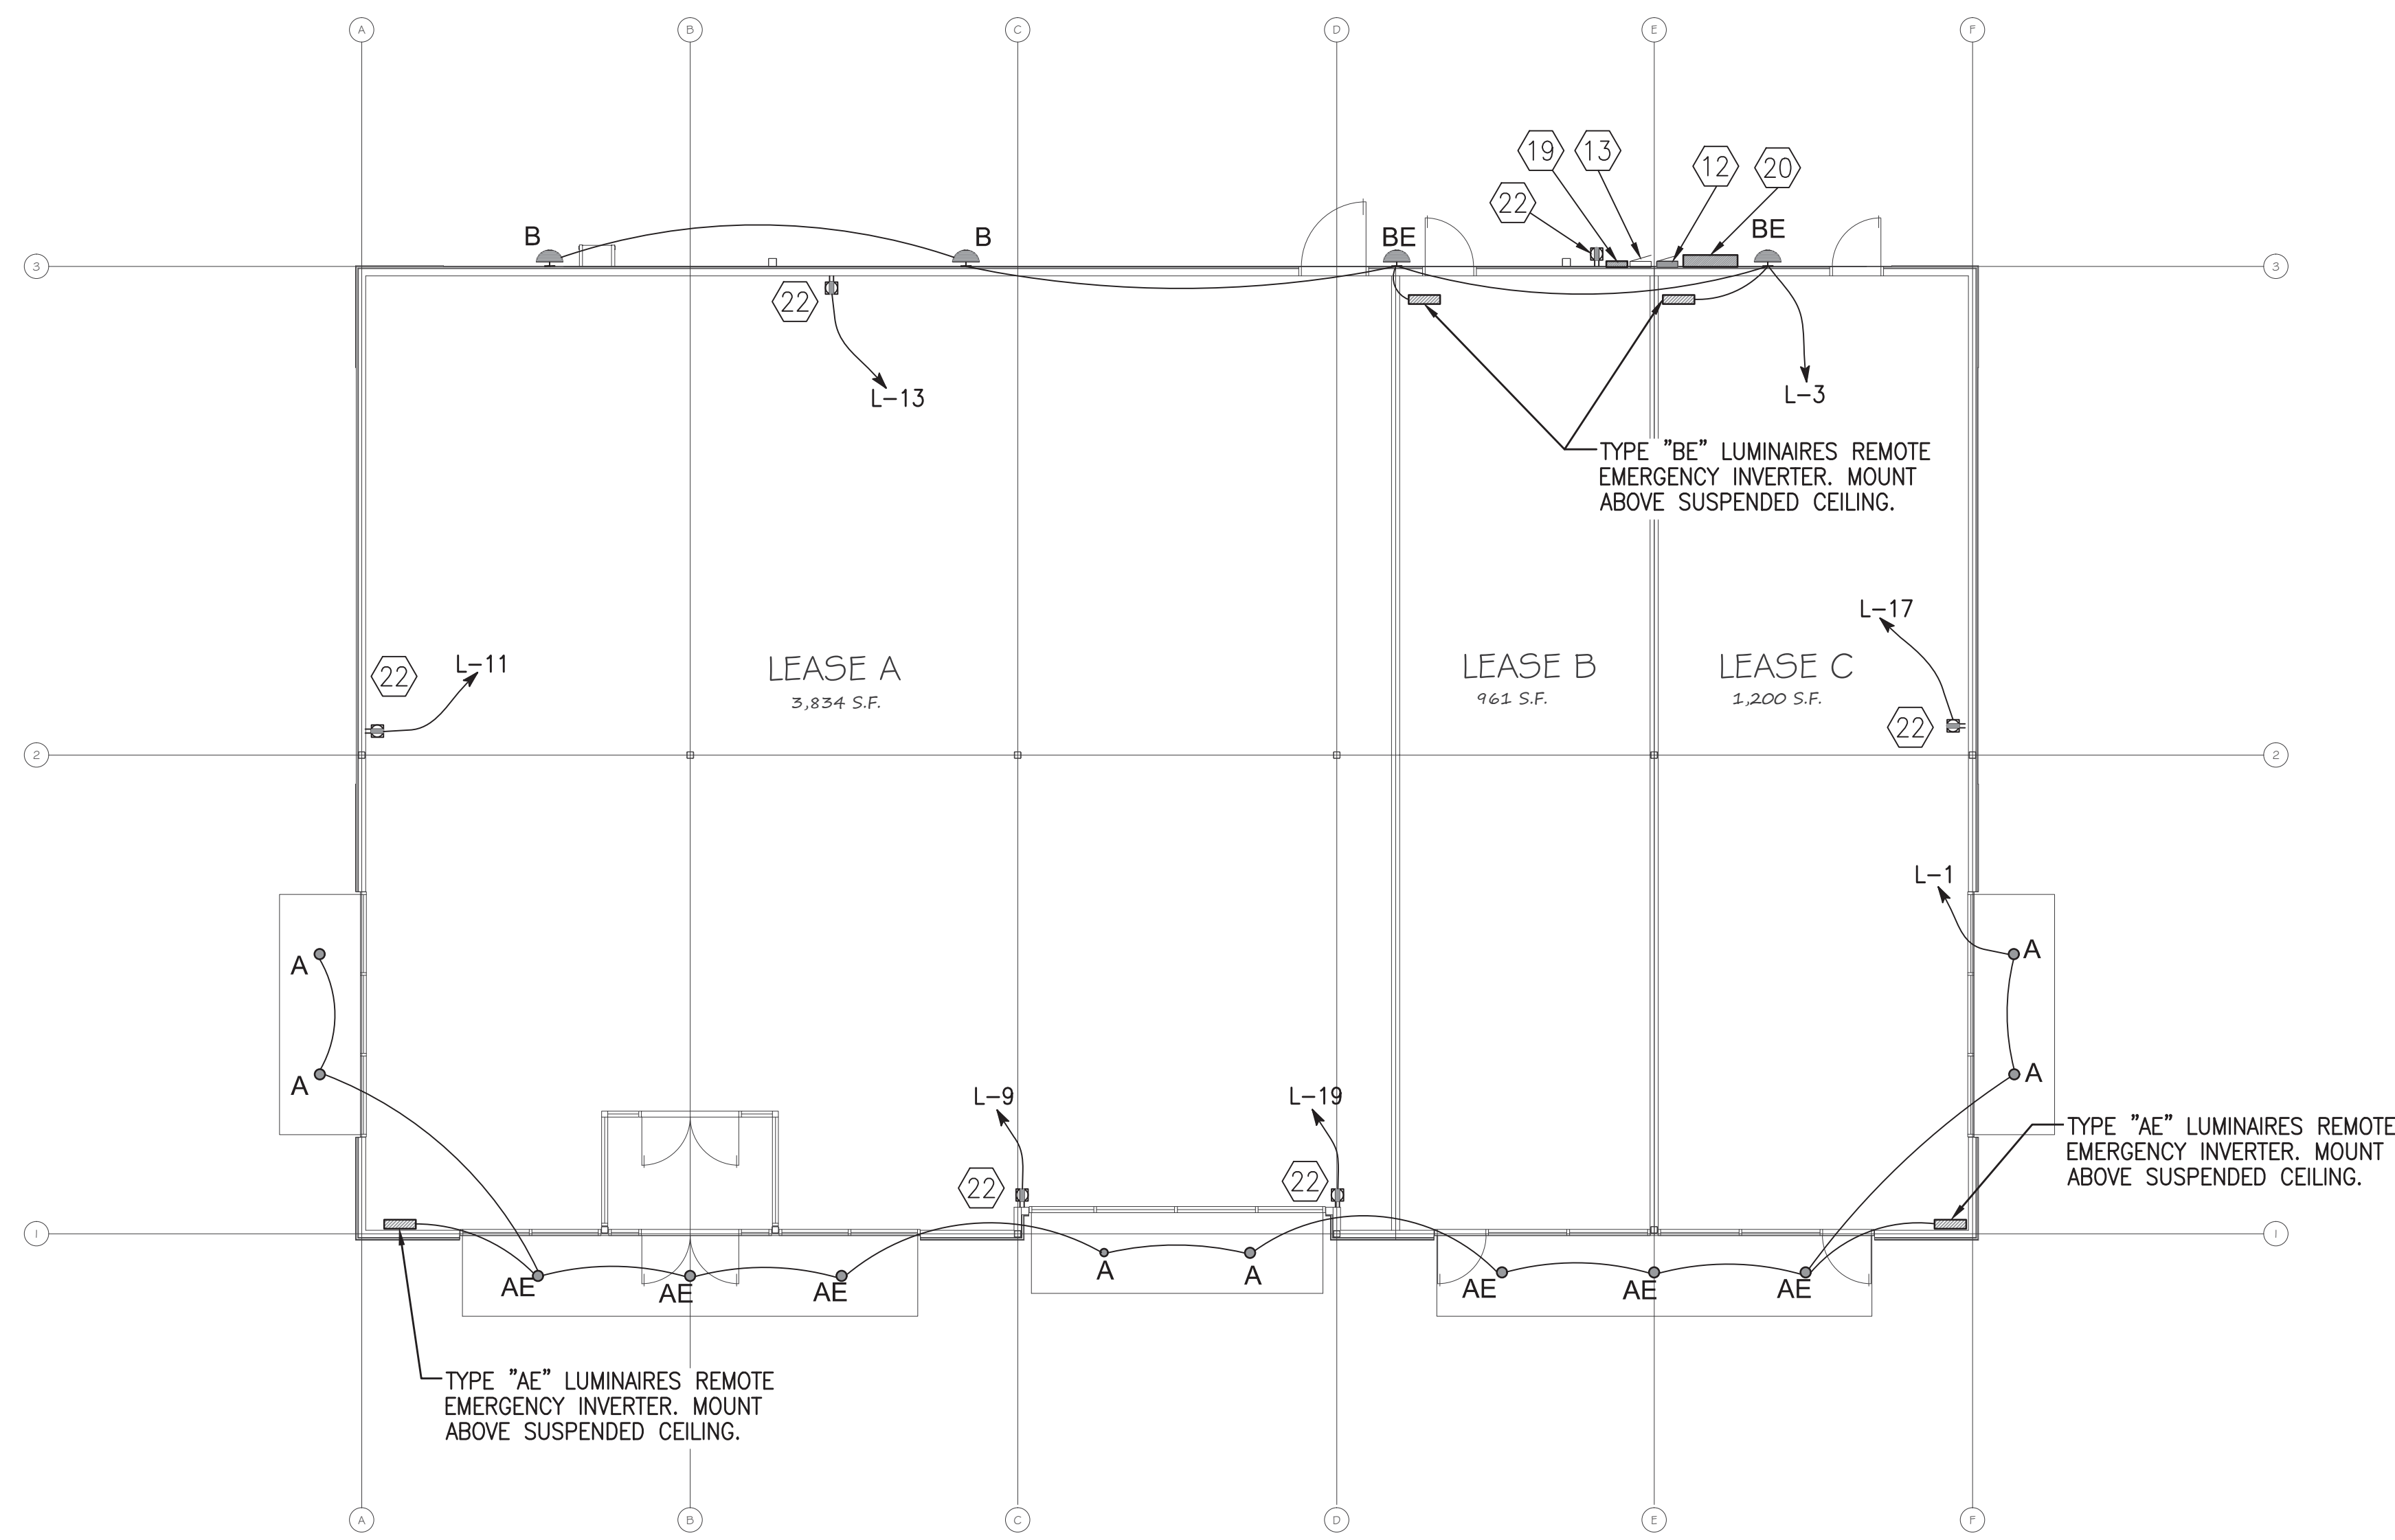 A B C D E F
19 13 12 20
22
B B BE BE
3 3
22
L-13 L-3
TYPE "BE" LUMINAIRES REMOTE
EMERGENCY INVERTER. MOUNT
ABOVE SUSPENDED CEILING.
L-17
22 L-11 LEASE A LEASE B LEASE C
3,834 S.F. 961 S.F. 1,200 S.F.
22
2 2
L-1
A A
A A
L-9 L-19
TYPE "AE" LUMINAIRES REMOTE
EMERGENCY INVERTER. MOUNT
ABOVE SUSPENDED CEILING.
22 22
1 1
AE AE AE A A AE AE AE
TYPE "AE" LUMINAIRES REMOTE
EMERGENCY INVERTER. MOUNT
ABOVE SUSPENDED CEILING.
A B C D E F